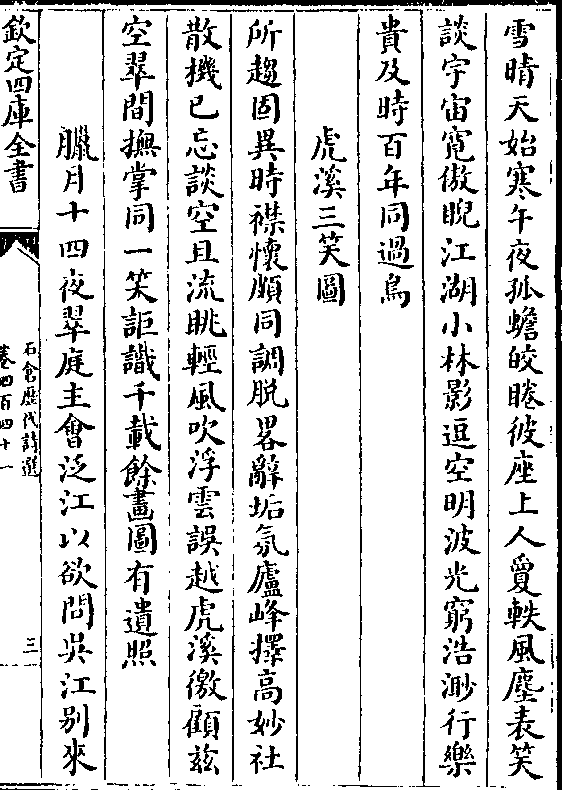 雪晴天始寒午夜孤蟾皎睠彼座上人夐軼風塵表笑
談宇宙寛傲睨江湖小林影逗空明波光窮浩渺行樂
貴及時百年同過鳥
虎溪三笑圖
所趨固異時襟懐頗同調脱畧辭垢氛廬峰擇高妙社
散機已忘談空且流眺輕風吹浮雲誤越虎溪徼顧兹
空翠間撫掌同一笑詎識千載餘畫圖有遺照
臘月十四夜翠庭主會泛江以欲問吳江别來
欽定四庫全書
石倉歴代詩選
卷四百四十一
三